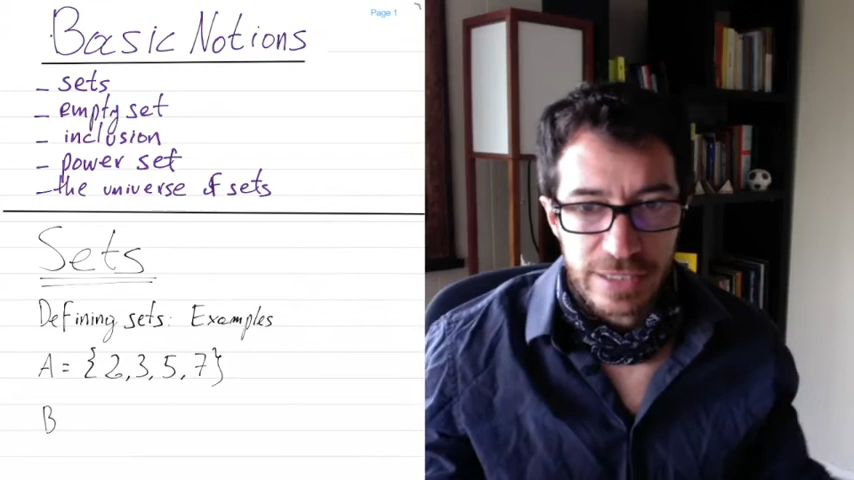 Page 1
Basic Notions
- sets
- empty set
- inclusion
- power set
- the universe of sets
Sets
Defining sets: Examples
A = {2, 3, 5, 7}
B